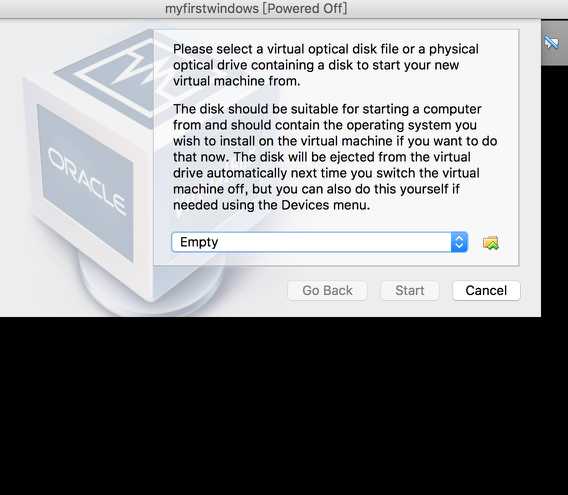 myfirstwindows [Powered Off]
Please select a virtual optical disk file or a physical
optical drive containing a disk to start your new
virtual machine from.
The disk should be suitable for starting a computer
from and should contain the operating system you
wish to install on the virtual machine if you want to do
that now. The disk will be ejected from the virtual
drive automatically next time you switch the virtual
machine off, but you can also do this yourself if
needed using the Devices menu.
ORACLE
Empty
Go Back
Start
Cancel